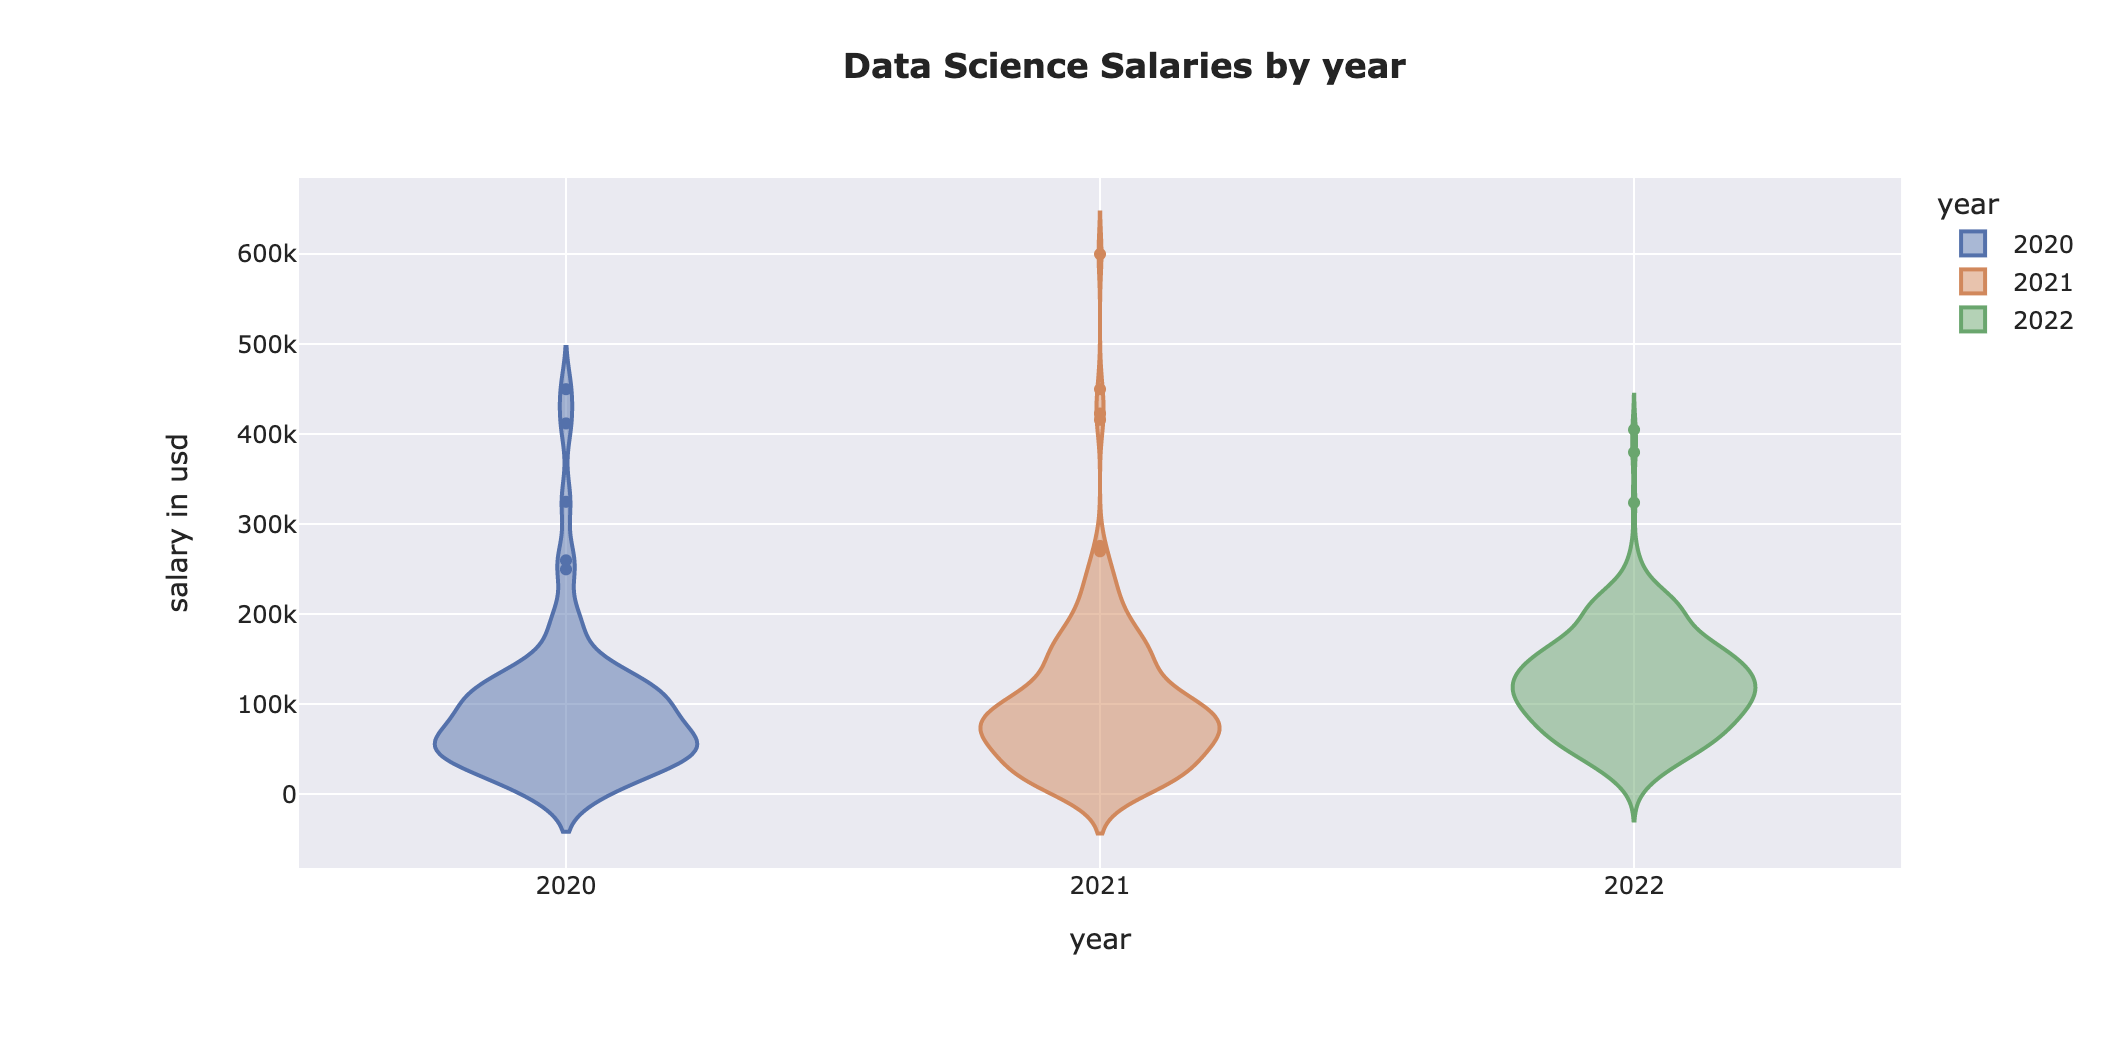 Data Science Salaries by year
year
2020
2021
2022
600k
500k
400k
300k
200k
100k
0
salary in usd
2020 2021 2022
year